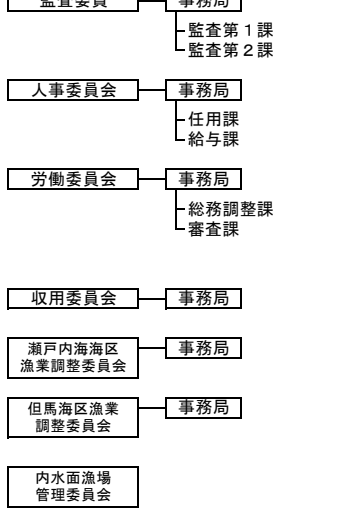 監査委員 事務局
監査第1課
監査第2課
人事委員会 事務局
任用課
給与課
労働委員会 事務局
総務調整課
審査課
収用委員会 事務局
瀬戸内海海区 事務局
漁業調整委員会
但馬海区漁業 事務局
調整委員会
内水面漁場
管理委員会